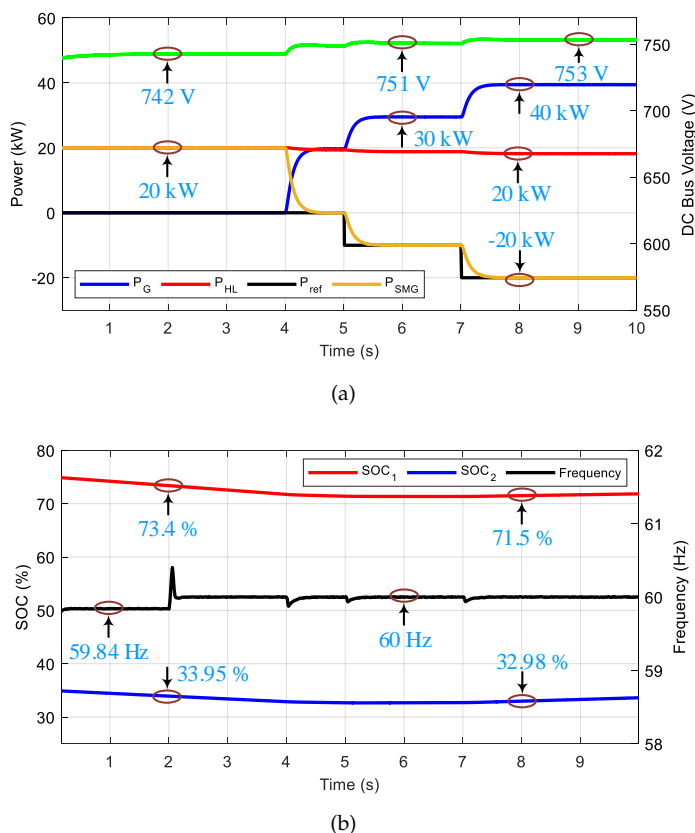 60
40
20
0
-20
Power (kW)
750
700
650
600
550
DC Bus Voltage (V)
742 V
751 V
753 V
30 kW
40 kW
20 kW
20 kW
-20 kW
P_G P_HL P_ref P_SMG
1 2 3 4 5 6 7 8 9 10
Time (s)
(a)
80
70
60
50
40
30
SOC (%)
62
61
60
59
58
Frequency (Hz)
SOC_1 SOC_2 Frequency
73.4 %
71.5 %
59.84 Hz
60 Hz
33.95 %
32.98 %
1 2 3 4 5 6 7 8 9
Time (s)
(b)